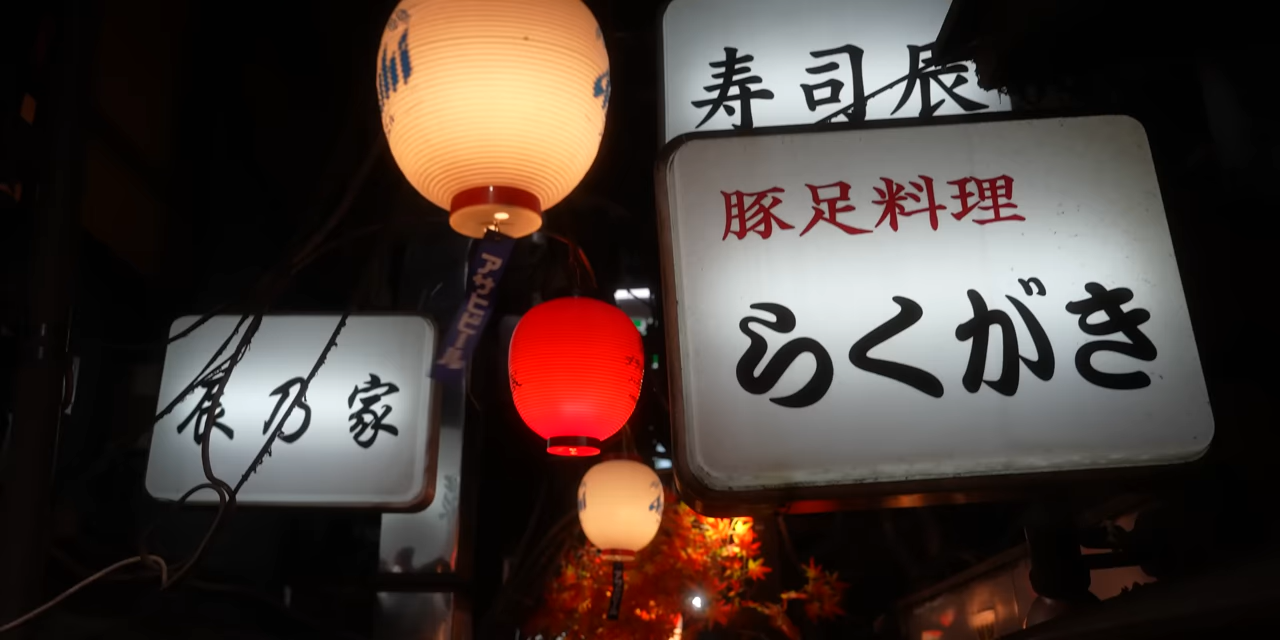 寿司辰
豚足料理
らくがき
アサヒビール
辰乃家